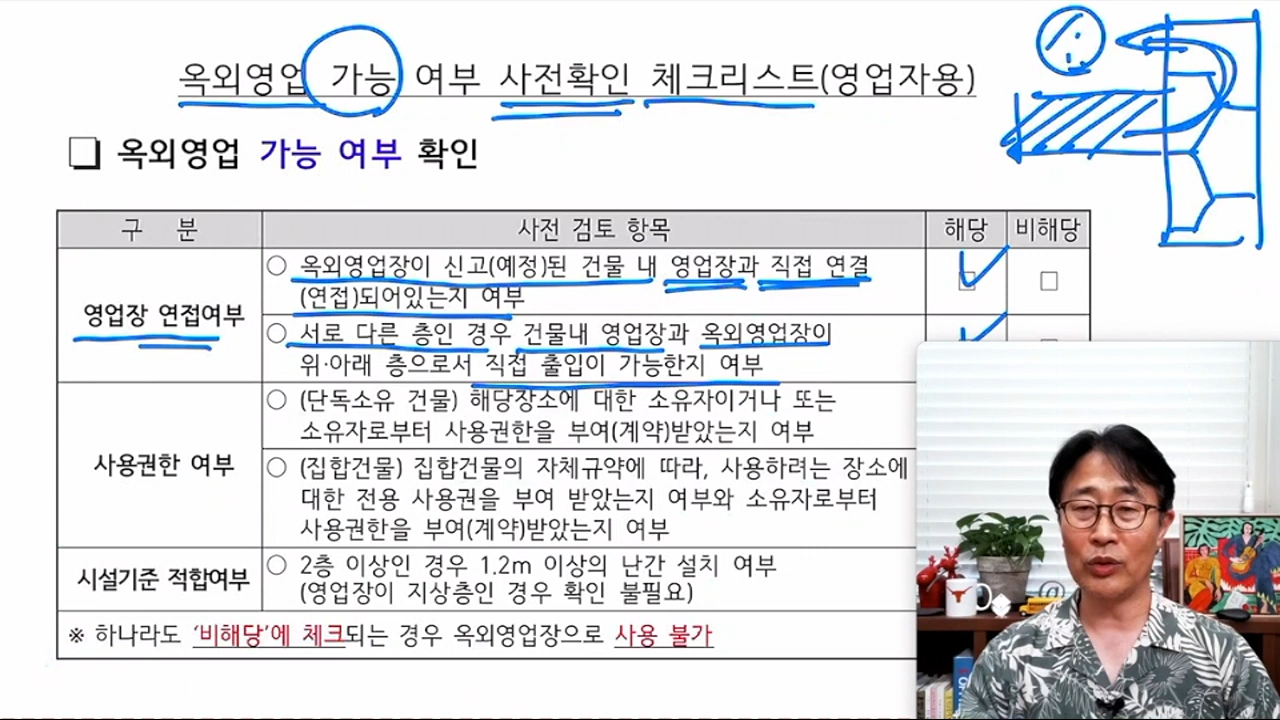 옥외영업 가능 여부 사전확인 체크리스트(영업자용)
❏ 옥외영업 가능 여부 확인
구 분 사전 검토 항목 해당 비해당
영업장 연접여부
○ 옥외영업장이 신고(예정)된 건물 내 영업장과 직접 연결
(연접)되어있는지 여부
□ □
○ 서로 다른 층인 경우 건물내 영업장과 옥외영업장이
위·아래 층으로서 직접 출입이 가능한지 여부
사용권한 여부
○ (단독소유 건물) 해당장소에 대한 소유자이거나 또는
소유자로부터 사용권한을 부여(계약)받았는지 여부
○ (집합건물) 집합건물의 자체규약에 따라, 사용하려는 장소에
대한 전용 사용권을 부여 받았는지 여부와 소유자로부터
사용권한을 부여(계약)받았는지 여부
시설기준 적합여부
○ 2층 이상인 경우 1.2m 이상의 난간 설치 여부
(영업장이 지상층인 경우 확인 불필요)
※ 하나라도 '비해당'에 체크되는 경우 옥외영업장으로 사용 불가